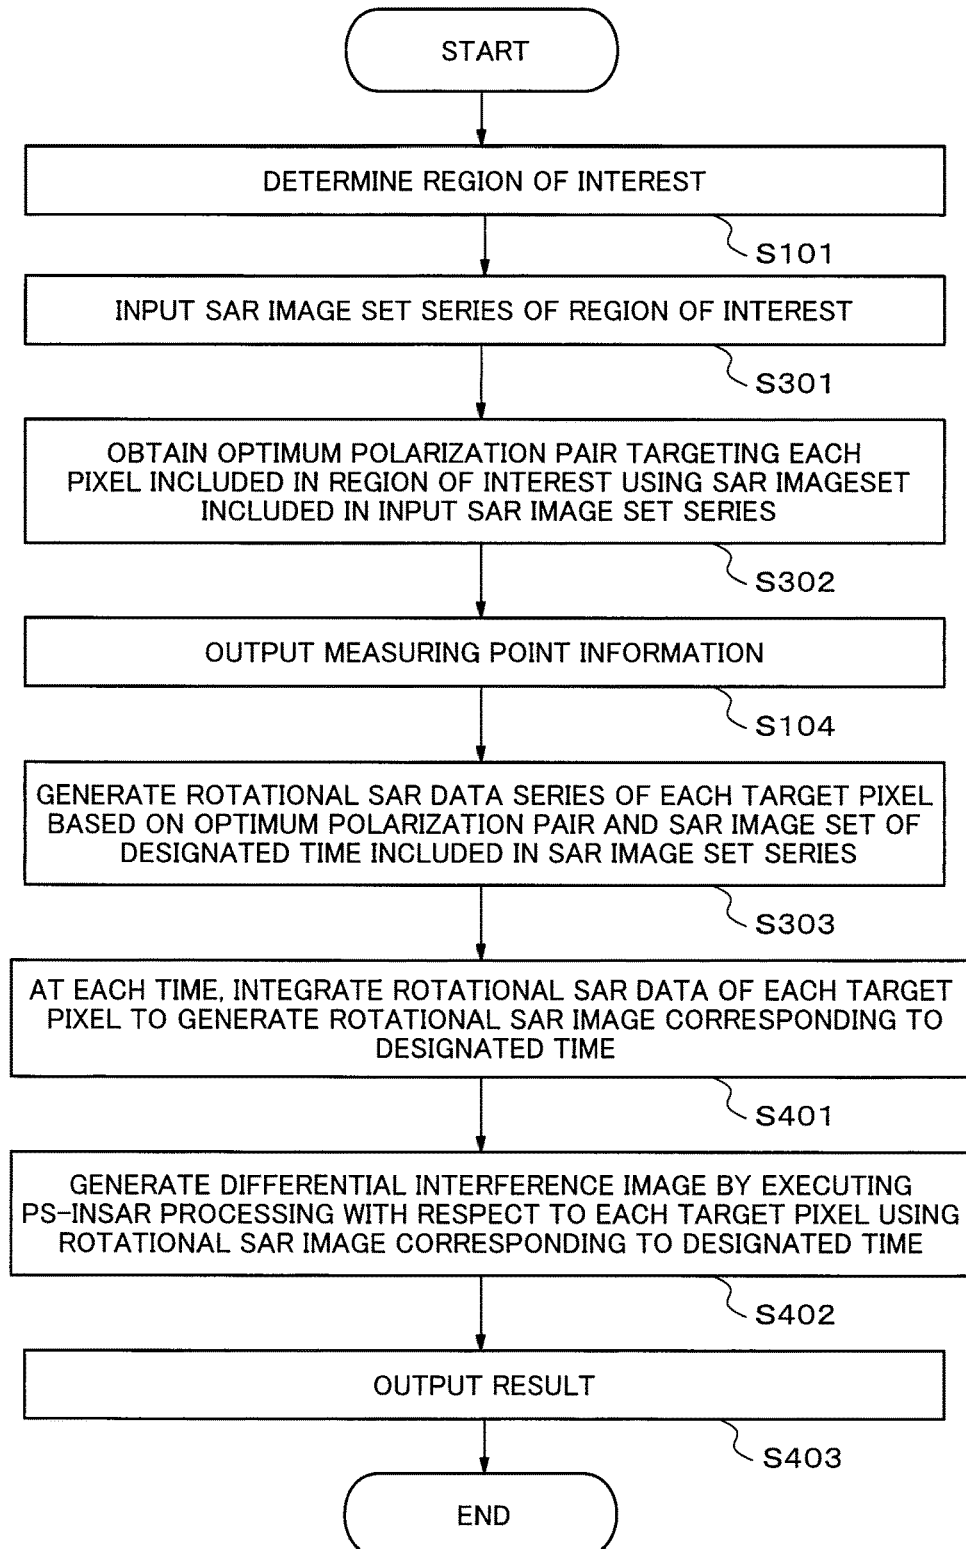 START
DETERMINE REGION OF INTEREST
S101
INPUT SAR IMAGE SET SERIES OF REGION OF INTEREST
S301
OBTAIN OPTIMUM POLARIZATION PAIR TARGETING EACH
PIXEL INCLUDED IN REGION OF INTEREST USING SAR IMAGESET
INCLUDED IN INPUT SAR IMAGE SET SERIES
S302
OUTPUT MEASURING POINT INFORMATION
S104
GENERATE ROTATIONAL SAR DATA SERIES OF EACH TARGET PIXEL
BASED ON OPTIMUM POLARIZATION PAIR AND SAR IMAGE SET OF
DESIGNATED TIME INCLUDED IN SAR IMAGE SET SERIES
S303
AT EACH TIME, INTEGRATE ROTATIONAL SAR DATA OF EACH TARGET
PIXEL TO GENERATE ROTATIONAL SAR IMAGE CORRESPONDING TO
DESIGNATED TIME
S401
GENERATE DIFFERENTIAL INTERFERENCE IMAGE BY EXECUTING
PS-INSAR PROCESSING WITH RESPECT TO EACH TARGET PIXEL USING
ROTATIONAL SAR IMAGE CORRESPONDING TO DESIGNATED TIME
S402
OUTPUT RESULT
S403
END